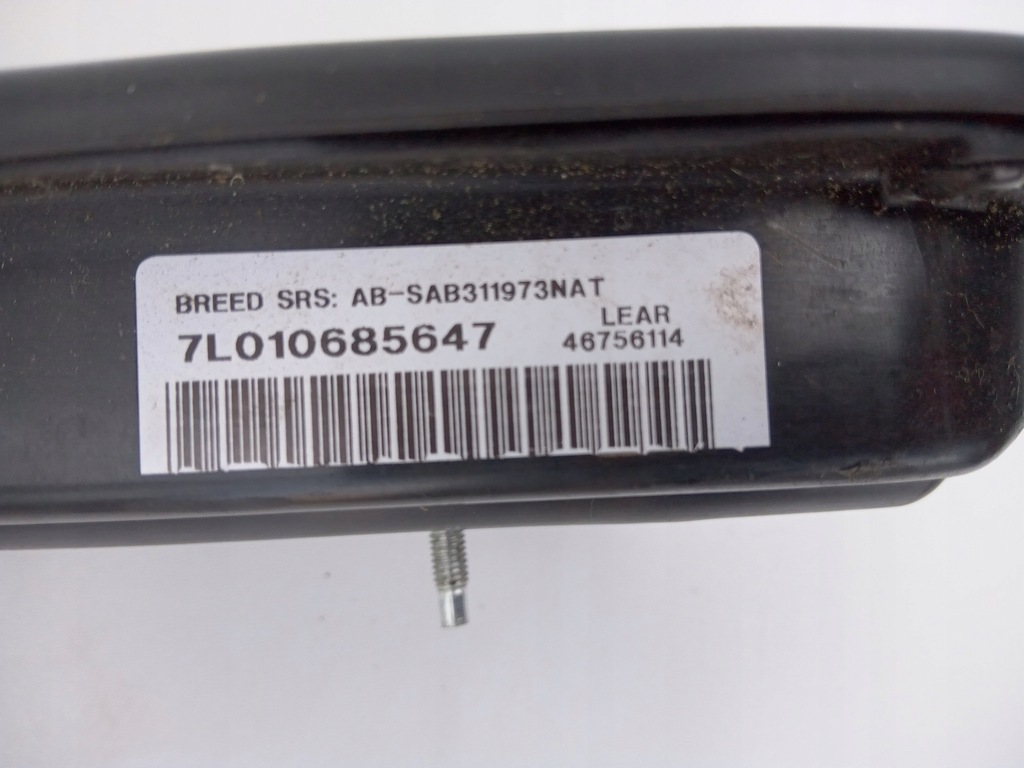 BREED SRS: AB-SAB311973NAT
LEAR
7L010685647 46756114